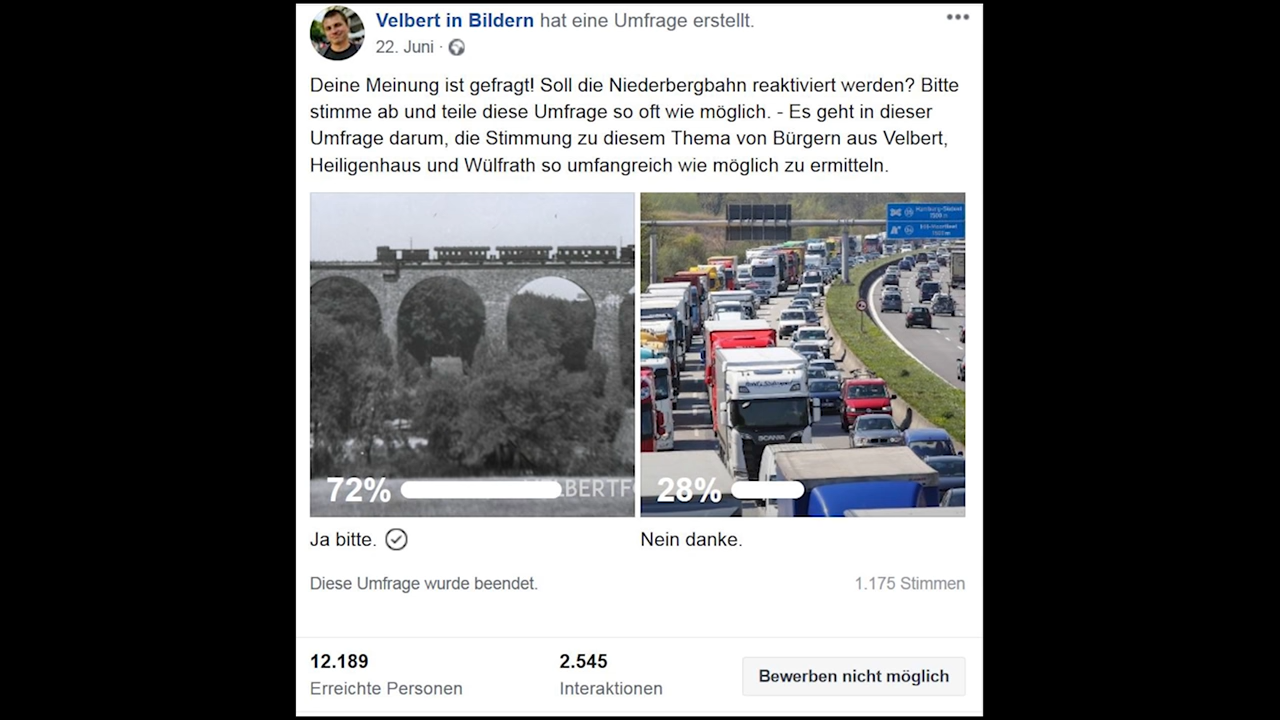 Velbert in Bildern hat eine Umfrage erstellt.
22. Juni ·
Deine Meinung ist gefragt! Soll die Niederbergbahn reaktiviert werden? Bitte
stimme ab und teile diese Umfrage so oft wie möglich. - Es geht in dieser
Umfrage darum, die Stimmung zu diesem Thema von Bürgern aus Velbert,
Heiligenhaus und Wülfrath so umfangreich wie möglich zu ermitteln.
SCANIA
72%
28%
Ja bitte.
Nein danke.
Diese Umfrage wurde beendet.
1.175 Stimmen
12.189
2.545
Bewerben nicht möglich
Erreichte Personen
Interaktionen